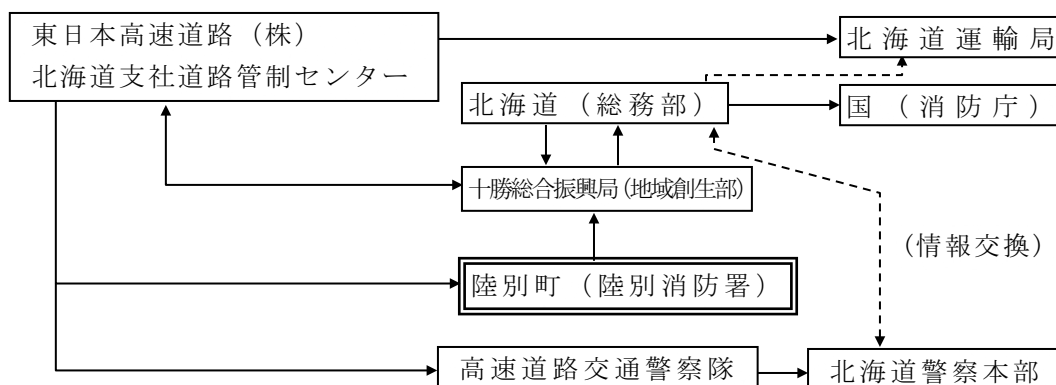 東日本高速道路（株）
北海道支社道路管制センター
北海道運輸局
北海道（総務部）
国（消防庁）
十勝総合振興局（地域創生部）
（情報交換）
陸別町（陸別消防署）
高速道路交通警察隊
北海道警察本部